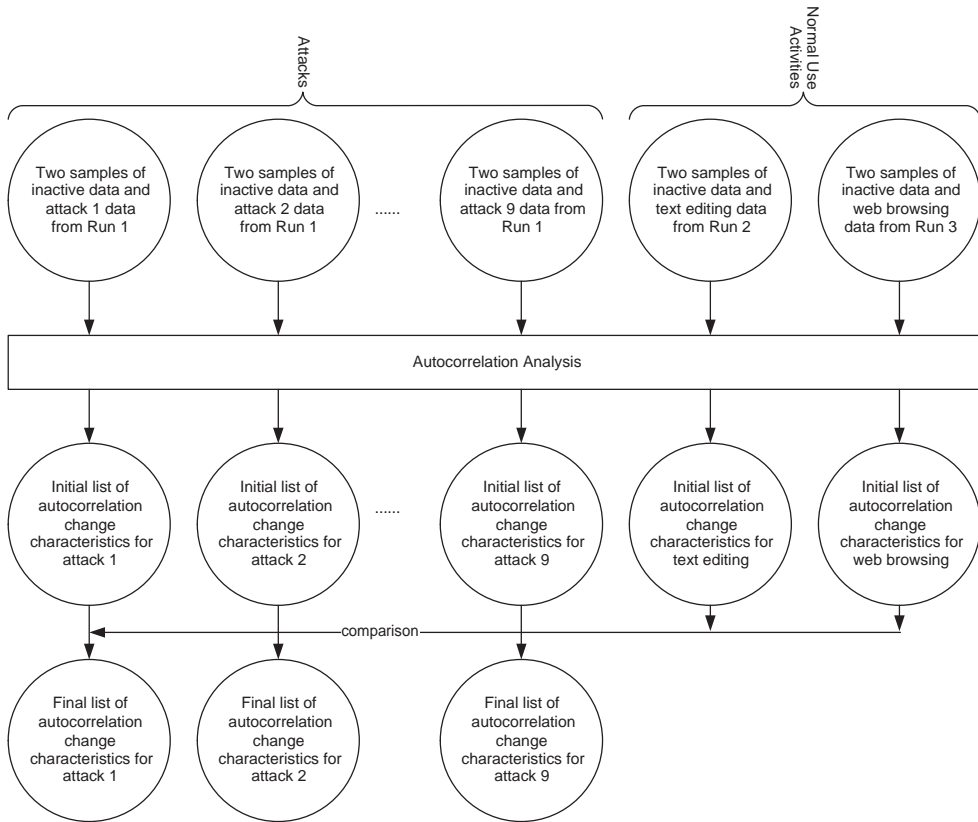 Attacks
Normal Use
Activities
Two samples of
inactive data and
attack 1 data
from Run 1
Two samples of
inactive data and
attack 2 data
from Run 1
......
Two samples of
inactive data and
attack 9 data from
Run 1
Two samples of
inactive data and
text editing data
from Run 2
Two samples of
inactive data and
web browsing
data from Run 3
Autocorrelation Analysis
Initial list of
autocorrelation
change
characteristics for
attack 1
Initial list of
autocorrelation
change
characteristics for
attack 2
......
Initial list of
autocorrelation
change
characteristics for
attack 9
Initial list of
autocorrelation
change
characteristics for
text editing
Initial list of
autocorrelation
change
characteristics for
web browsing
comparison
Final list of
autocorrelation
change
characteristics for
attack 1
Final list of
autocorrelation
change
characteristics for
attack 2
Final list of
autocorrelation
change
characteristics for
attack 9